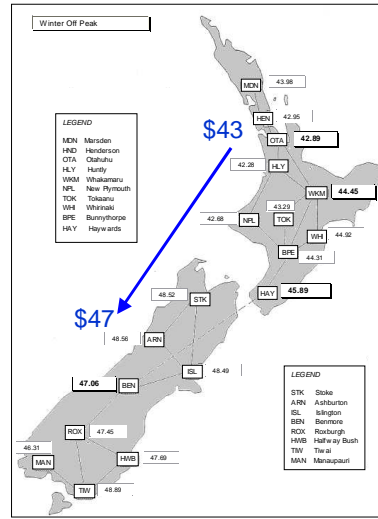 Winter Off Peak
MDN
43.98
HEN
42.95
$43
OTA
42.89
LEGEND
MDN Marsden
HND Henderson
OTA Otahuhu
HLY Huntly
WKM Whakamaru
NPL New Plymouth
TOK Tokaanu
WHI Whirinaki
BPE Bunnythorpe
HAY Haywards
42.28
HLY
WKM
44.45
43.29
42.68
NPL
TOK
WHI
44.92
BPE
44.31
HAY
45.89
48.52
STK
$47
48.56
ARN
ISL
48.49
47.06
BEN
LEGEND
STK Stoke
ARN Ashburton
ISL Islington
BEN Benmore
ROX Roxburgh
HWB Halfway Bush
TIW Tiwai
MAN Manaupauri
ROX
47.45
46.31
MAN
HWB
47.69
TIW
48.89